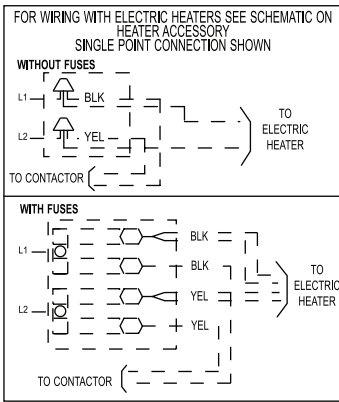 FOR WIRING WITH ELECTRIC HEATERS SEE SCHEMATIC ON
HEATER ACCESSORY
SINGLE POINT CONNECTION SHOWN
WITHOUT FUSES
L1
BLK
L2
YEL
TO
ELECTRIC
HEATER
TO CONTACTOR
WITH FUSES
L1
BLK
BLK
L2
YEL
YEL
TO
ELECTRIC
HEATER
TO CONTACTOR